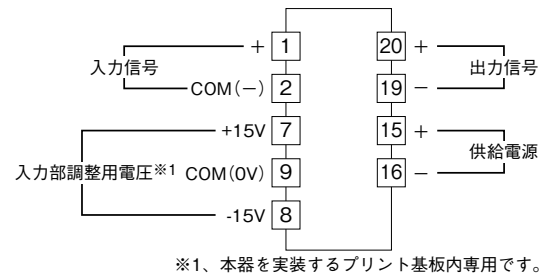 + 1 20 +
入力信号 出力信号
COM(−) 2 19 −
+15V 7 15 +
供給電源
入力部調整用電圧※1 COM(0V) 9 16 −
-15V 8
※1、本器を実装するプリント基板内専用です。